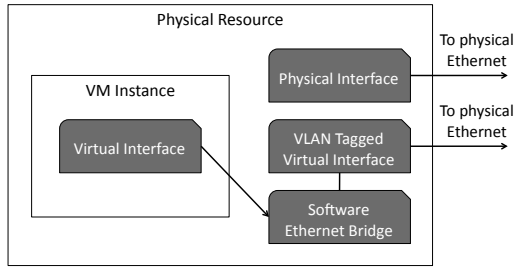 Physical Resource
To physical
Ethernet
Physical Interface
VM Instance
To physical
Ethernet
Virtual Interface
VLAN Tagged
Virtual Interface
Software
Ethernet Bridge